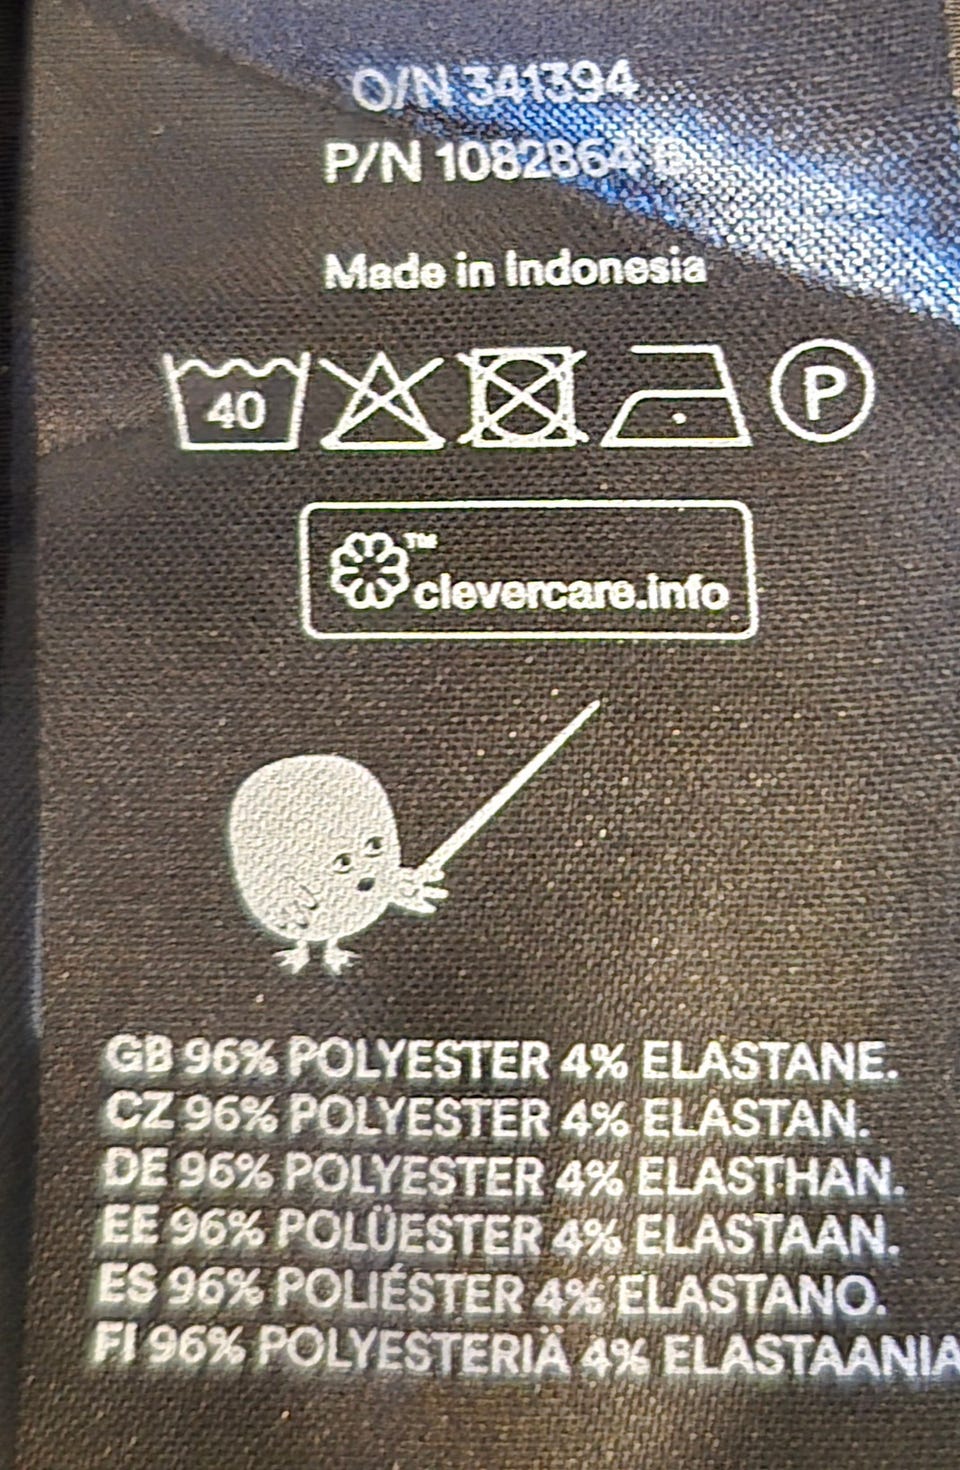 O/N 341394
P/N 1082864
Made in Indonesia
40 P
™ clevercare.info
GB 96% POLYESTER 4% ELASTANE.
CZ 96% POLYESTER 4% ELASTAN.
DE 96% POLYESTER 4% ELASTHAN.
EE 96% POLÜESTER 4% ELASTAAN.
ES 96% POLIÉSTER 4% ELASTANO.
FI 96% POLYESTERIÄ 4% ELASTAANIA